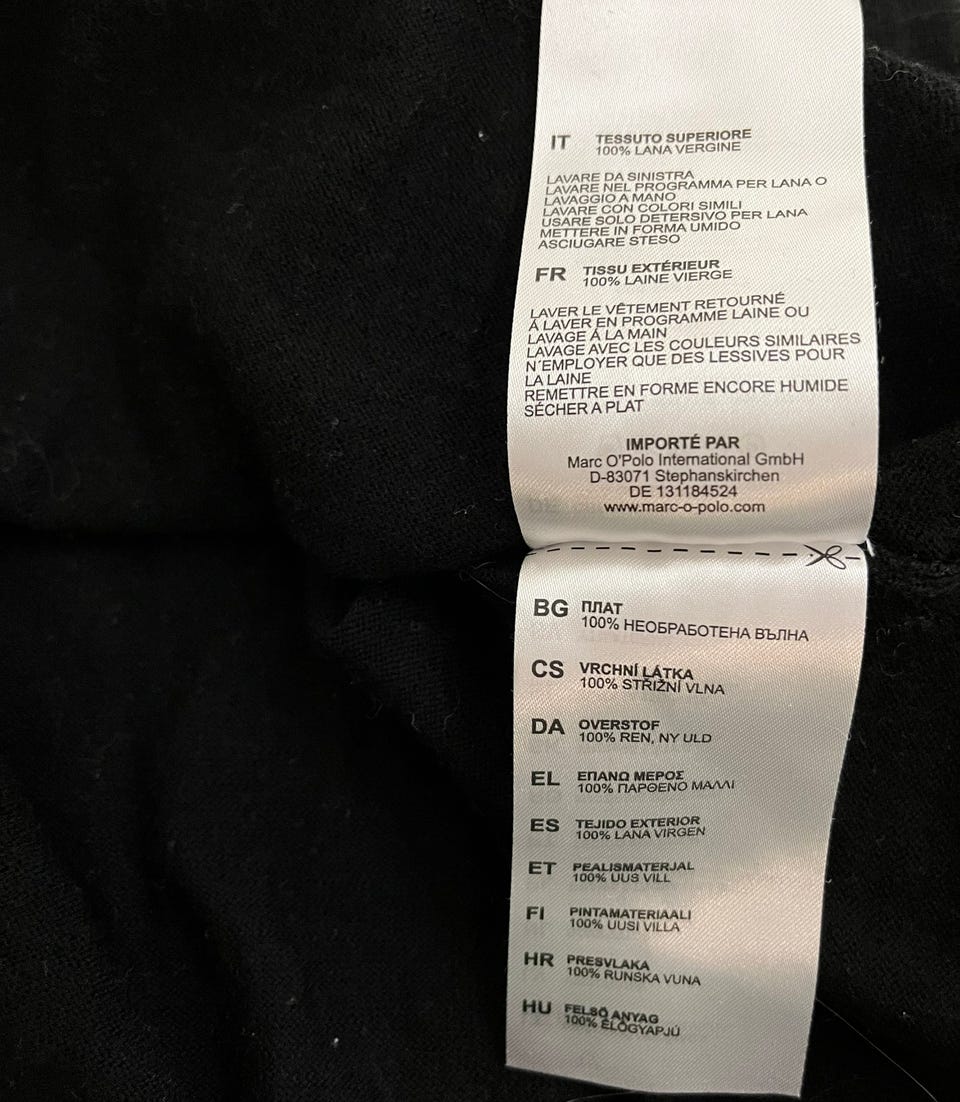 IT TESSUTO SUPERIORE
100% LANA VERGINE
LAVARE DA SINISTRA
LAVARE NEL PROGRAMMA PER LANA O
LAVAGGIO A MANO
LAVARE CON COLORI SIMILI
USARE SOLO DETERSIVO PER LANA
METTERE IN FORMA UMIDO
ASCIUGARE STESO
FR TISSU EXTÉRIEUR
100% LAINE VIERGE
LAVER LE VÊTEMENT RETOURNÉ
Á LAVER EN PROGRAMME LAINE OU
LAVAGE Á LA MAIN
LAVAGE AVEC LES COULEURS SIMILAIRES
N´EMPLOYER QUE DES LESSIVES POUR
LA LAINE
REMETTRE EN FORME ENCORE HUMIDE
SÉCHER A PLAT
IMPORTÉ PAR
Marc O'Polo International GmbH
D-83071 Stephanskirchen
DE 131184524
www.marc-o-polo.com
BG ПЛАТ
100% НЕОБРАБОТЕНА ВЪЛНА
CS VRCHNÍ LÁTKA
100% STŘIŽNÍ VLNA
DA OVERSTOF
100% REN, NY ULD
EL ΕΠΑΝΩ ΜΕΡΟΣ
100% ΠΑΡΘΕΝΟ ΜΑΛΛΙ
ES TEJIDO EXTERIOR
100% LANA VIRGEN
ET PEALISMATERJAL
100% UUS VILL
FI PINTAMATERIAALI
100% UUSI VILLA
HR PRESVLAKA
100% RUNSKA VUNA
HU FELSŐ ANYAG
100% ÉLŐGYAPJÚ